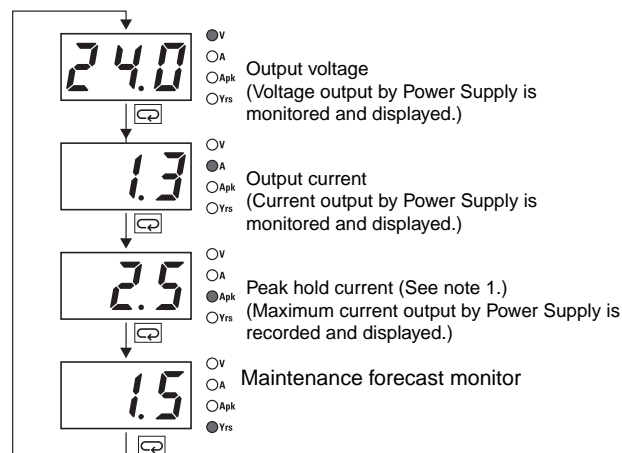 24.0
V
A
Apk
Yrs
Output voltage
(Voltage output by Power Supply is
monitored and displayed.)
1.3
V
A
Apk
Yrs
Output current
(Current output by Power Supply is
monitored and displayed.)
2.5
V
A
Apk
Yrs
Peak hold current (See note 1.)
(Maximum current output by Power Supply is
recorded and displayed.)
1.5
V
A
Apk
Yrs
Maintenance forecast monitor